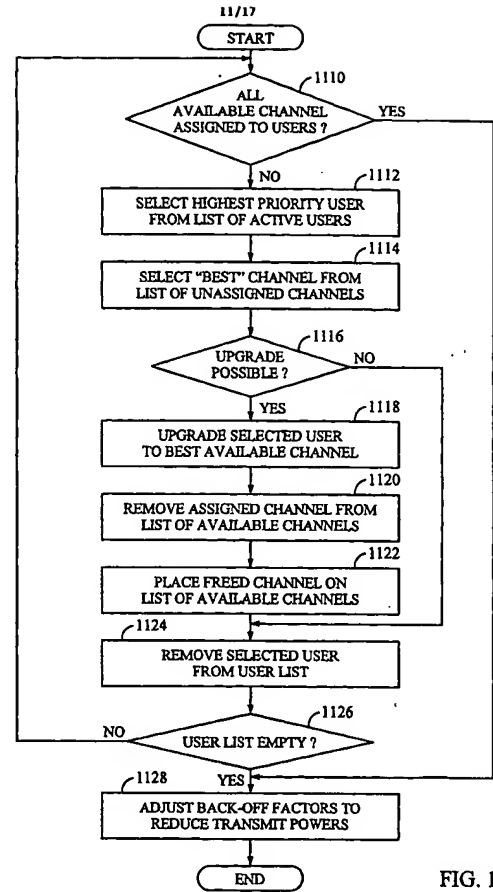 11/17
START
1110
ALL
AVAILABLE CHANNEL
ASSIGNED TO USERS ?
YES
NO
1112
SELECT HIGHEST PRIORITY USER
FROM LIST OF ACTIVE USERS
1114
SELECT "BEST" CHANNEL FROM
LIST OF UNASSIGNED CHANNELS
1116
UPGRADE
POSSIBLE ?
NO
YES
1118
UPGRADE SELECTED USER
TO BEST AVAILABLE CHANNEL
1120
REMOVE ASSIGNED CHANNEL FROM
LIST OF AVAILABLE CHANNELS
1122
PLACE FREED CHANNEL ON
LIST OF AVAILABLE CHANNELS
1124
REMOVE SELECTED USER
FROM USER LIST
1126
NO
USER LIST EMPTY ?
YES
1128
ADJUST BACK-OFF FACTORS TO
REDUCE TRANSMIT POWERS
END
FIG. 1